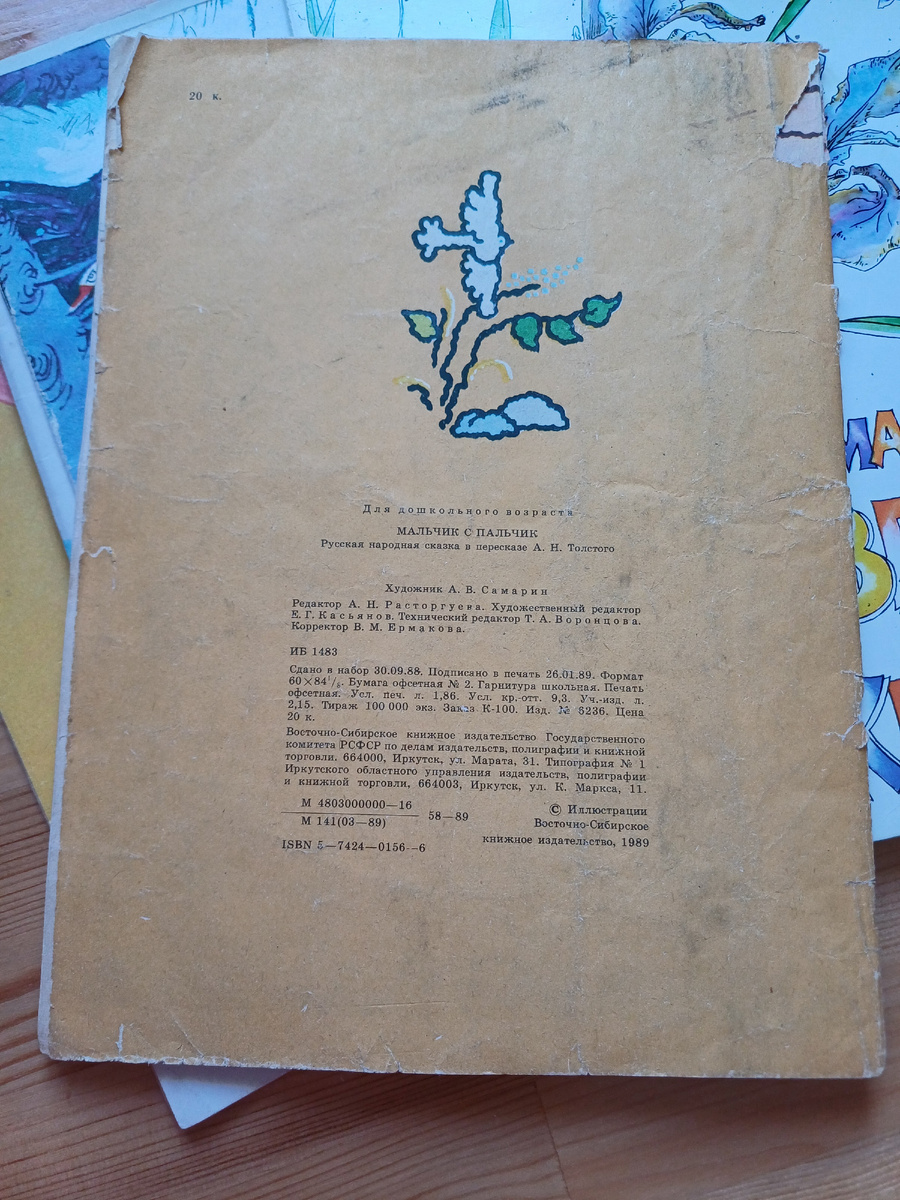 20 к.
Для дошкольного возраста
МАЛЬЧИК С ПАЛЬЧИК
Русская народная сказка в пересказе А. Н. Толстого
Художник А. В. Самарин
Редактор А. Н. Расторгуева. Художественный редактор
Е. Г. Касьянов. Технический редактор Т. А. Воронцова.
Корректор В. М. Ермакова.
ИБ 1483
Сдано в набор 30.09.88. Подписано в печать 26.01.89. Формат
60×84¹/₈. Бумага офсетная № 2. Гарнитура школьная. Печать
офсетная. Усл. печ. л. 1,86. Усл. кр.-отт. 9,3. Уч.-изд. л.
2,15. Тираж 100 000 экз. Заказ К-100. Изд. № 5236. Цена
20 к.
Восточно-Сибирское книжное издательство Государственного
комитета РСФСР по делам издательств, полиграфии и книжной
торговли. 664000, Иркутск, ул. Марата, 31. Типография № 1
Иркутского областного управления издательств, полиграфии
и книжной торговли, 664003, Иркутск, ул. К. Маркса, 11.
М 4803000000—16
М 141(03—89)
58—89
© Иллюстрации
Восточно-Сибирское
книжное издательство, 1989
ISBN 5—7424—0156--6